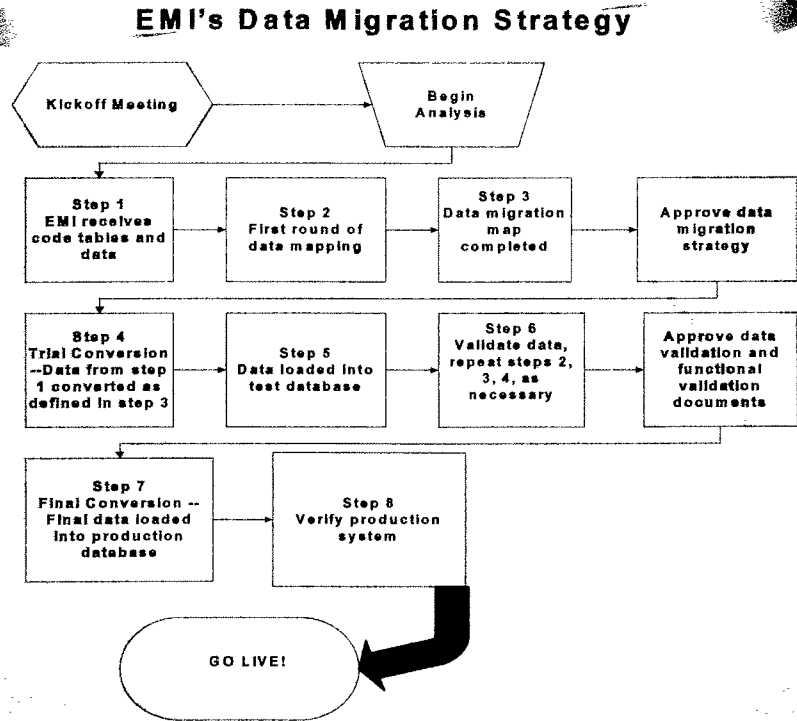 EMI's Data Migration Strategy
Kickoff Meeting
Begin
Analysis
Step 1
EMI receives
code tables and
data
Step 2
First round of
data mapping
Step 3
Data migration
map
completed
Approve data
migration
strategy
Step 4
Trial Conversion
--Data from step
1 converted as
defined in step 3
Step 5
Data loaded into
test database
Step 6
Validate data,
repeat steps 2,
3, 4, as
necessary
Approve data
validation and
functional
validation
documents
Step 7
Final Conversion --
Final data loaded
into production
database
Step 8
Verify production
system
GO LIVE!